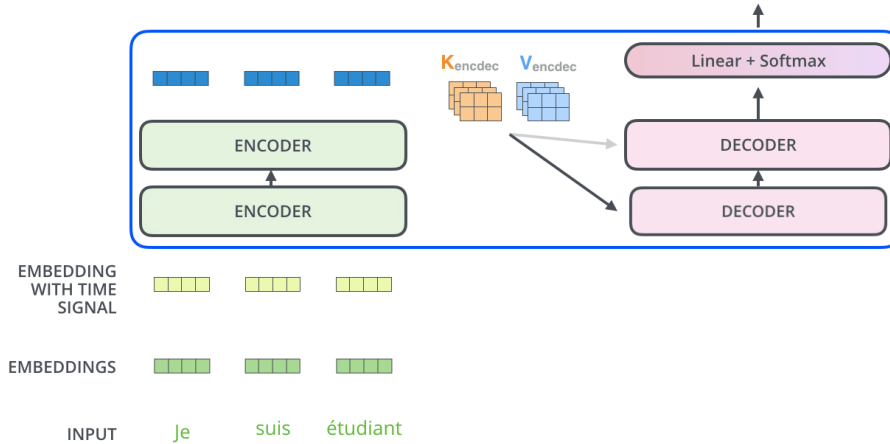 Kencdec Vencdec
Linear + Softmax
ENCODER
DECODER
ENCODER
DECODER
EMBEDDING
WITH TIME
SIGNAL
EMBEDDINGS
INPUT Je suis étudiant